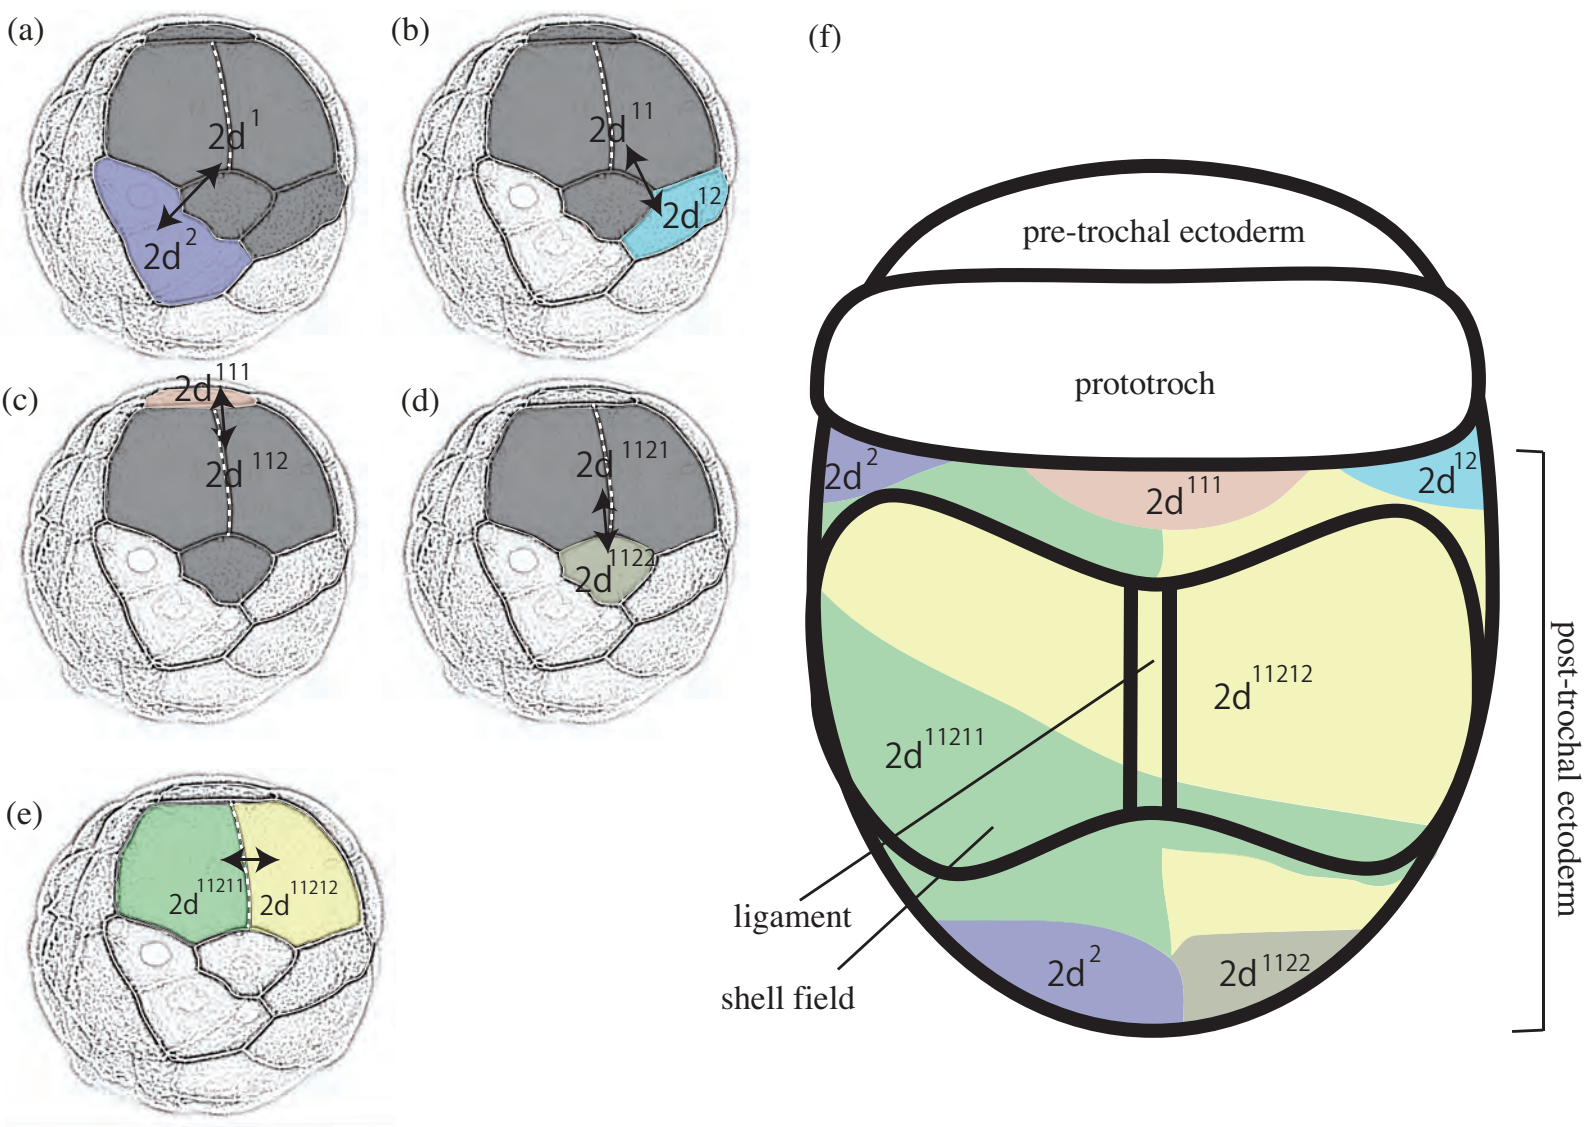 (a)
2d1
2d2
(b)
2d11
2d12
(c)
2d111
2d112
(d)
2d1121
2d1122
(e)
2d11211
2d11212
(f)
pre-trochal ectoderm
prototroch
2d2
2d111
2d12
2d11212
2d11211
ligament
shell field
2d2
2d1122
post-trochal ectoderm